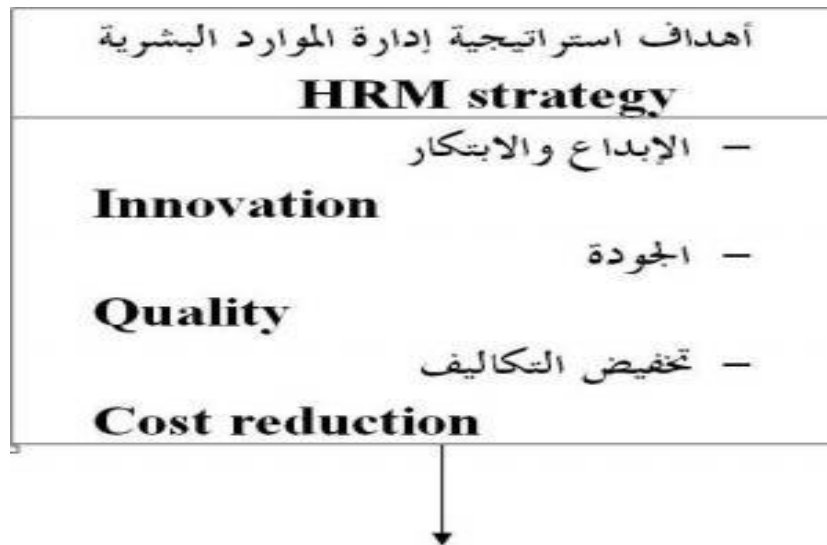 أهداف استراتيجية إدارة الموارد البشرية
HRM strategy
– الإبداع والابتكار
Innovation
– الجودة
Quality
– تخفيض التكاليف
Cost reduction